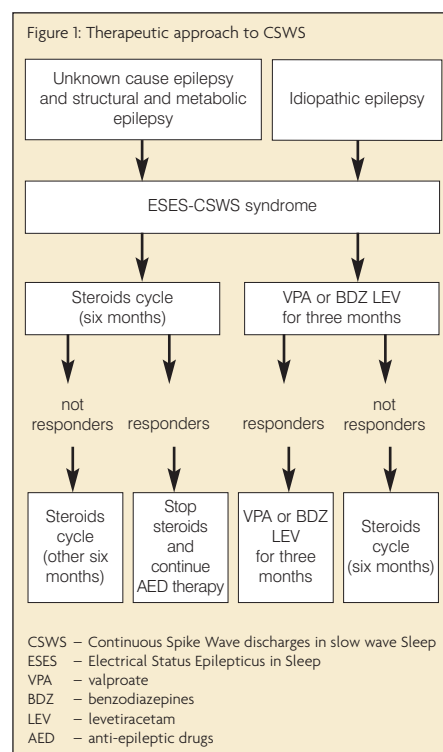 Figure 1: Therapeutic approach to CSWS
Unknown cause epilepsy
and structural and metabolic
epilepsy
Idiopathic epilepsy
ESES-CSWS syndrome
Steroids cycle
(six months)
VPA or BDZ LEV
for three months
not
responders
responders
responders
not
responders
Steroids
cycle
(other six
months)
Stop
steroids
and
continue
AED therapy
VPA or BDZ
LEV
for three
months
Steroids
cycle
(six months)
CSWS – Continuous Spike Wave discharges in slow wave Sleep
ESES – Electrical Status Epilepticus in Sleep
VPA – valproate
BDZ – benzodiazepines
LEV – levetiracetam
AED – anti-epileptic drugs